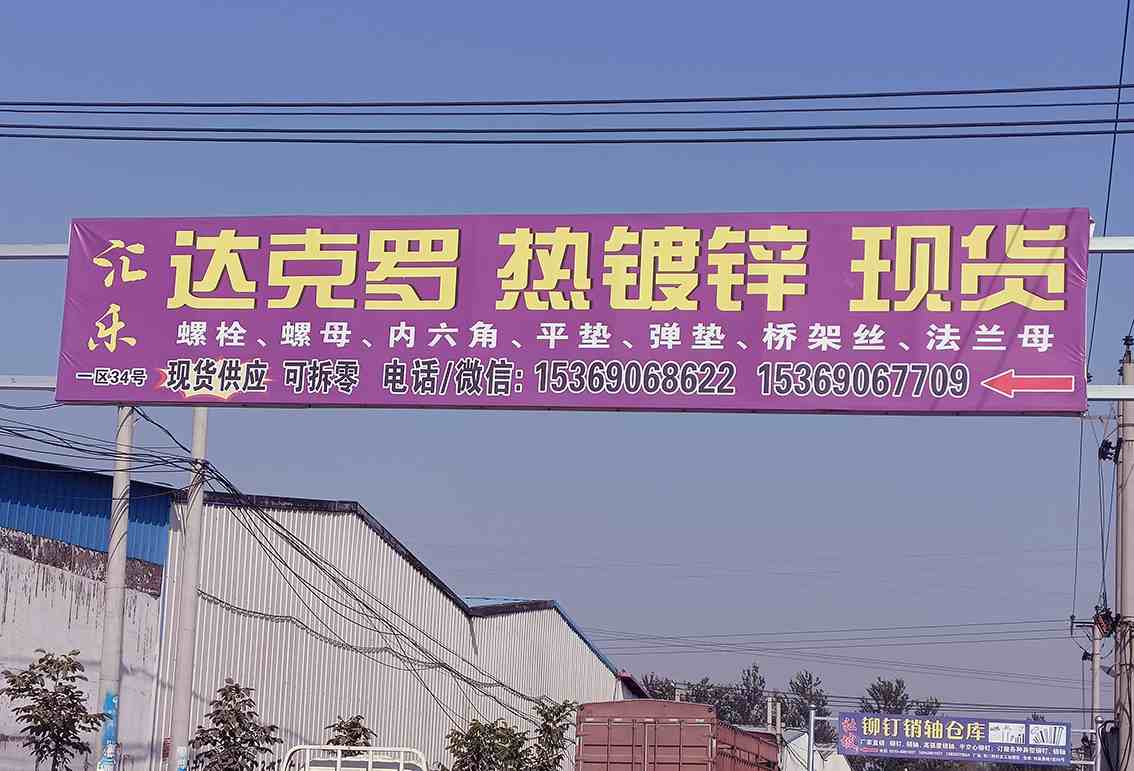 汇乐
达克罗 热镀锌 现货
螺栓、螺母、内六角、平垫、弹垫、桥架丝、法兰母
一区34号 现货供应 可拆零 电话/微信: 15369068622 15369067709
铆钉销轴仓库